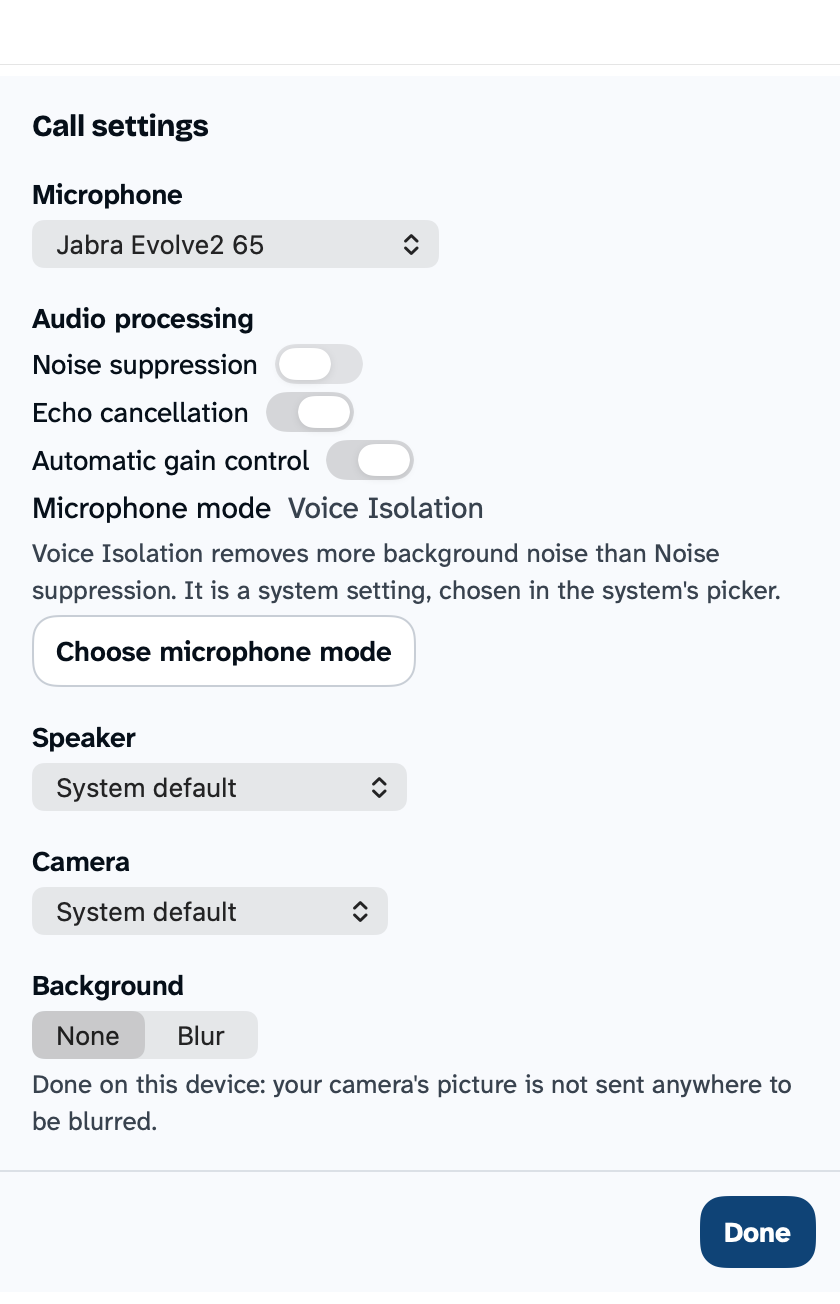 Call settings
Microphone
Jabra Evolve2 65
Audio processing
Noise suppression
Echo cancellation
Automatic gain control
Microphone mode Voice Isolation
Voice Isolation removes more background noise than Noise
suppression. It is a system setting, chosen in the system's picker.
Choose microphone mode
Speaker
System default
Camera
System default
Background
None Blur
Done on this device: your camera's picture is not sent anywhere to
be blurred.
Done